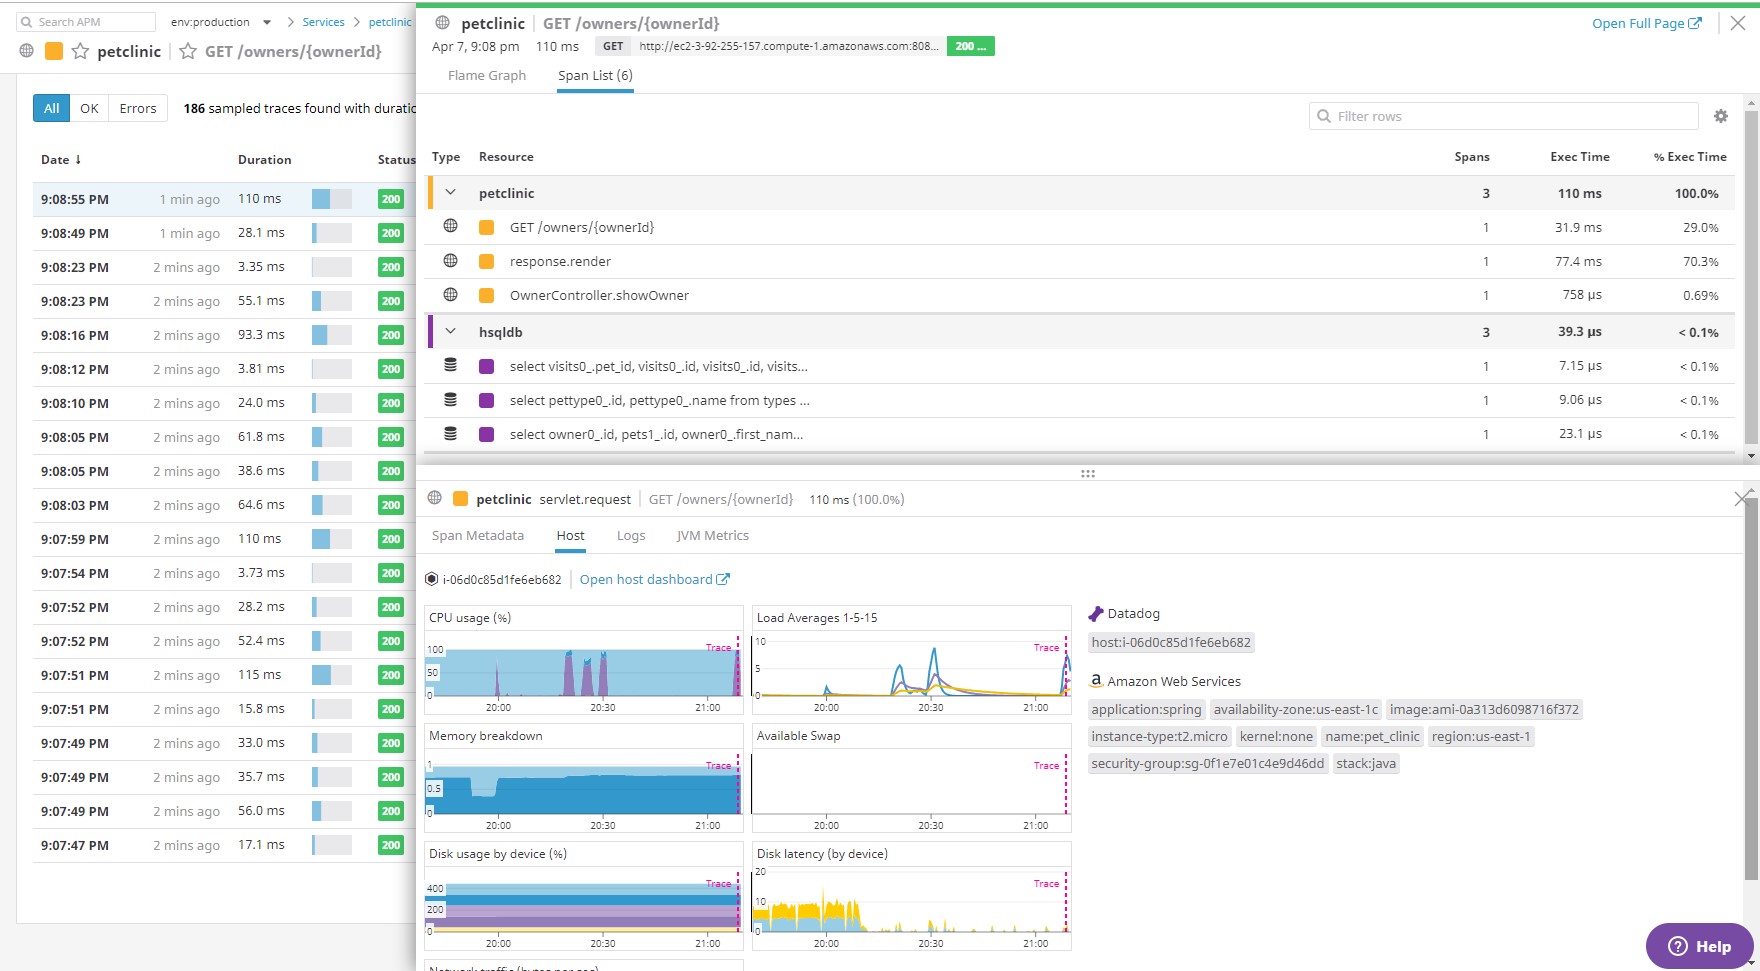 Search APM
env:production
Services
petclinic
petclinic
GET /owners/{ownerId}
All
OK
Errors
186 sampled traces found with duratio
Date ↓ Duration Status
9:08:55 PM 1 min ago 110 ms 200
9:08:49 PM 1 min ago 28.1 ms 200
9:08:23 PM 2 mins ago 3.35 ms 200
9:08:23 PM 2 mins ago 55.1 ms 200
9:08:16 PM 2 mins ago 93.3 ms 200
9:08:12 PM 2 mins ago 3.81 ms 200
9:08:10 PM 2 mins ago 24.0 ms 200
9:08:05 PM 2 mins ago 61.8 ms 200
9:08:05 PM 2 mins ago 38.6 ms 200
9:08:03 PM 2 mins ago 64.6 ms 200
9:07:59 PM 2 mins ago 110 ms 200
9:07:54 PM 2 mins ago 3.73 ms 200
9:07:52 PM 2 mins ago 28.2 ms 200
9:07:52 PM 2 mins ago 52.4 ms 200
9:07:51 PM 2 mins ago 115 ms 200
9:07:51 PM 2 mins ago 15.8 ms 200
9:07:49 PM 2 mins ago 33.0 ms 200
9:07:49 PM 2 mins ago 35.7 ms 200
9:07:49 PM 2 mins ago 56.0 ms 200
9:07:47 PM 2 mins ago 17.1 ms 200
petclinic GET /owners/{ownerId}
Open Full Page
Apr 7, 9:08 pm 110 ms GET http://ec2-3-92-255-157.compute-1.amazonaws.com:808... 200 ...
Flame Graph Span List (6)
Filter rows
Type Resource Spans Exec Time % Exec Time
petclinic 3 110 ms 100.0%
GET /owners/{ownerId} 1 31.9 ms 29.0%
response.render 1 77.4 ms 70.3%
OwnerController.showOwner 1 758 µs 0.69%
hsqldb 3 39.3 µs < 0.1%
select visits0_.pet_id, visits0_.id, visits0_.id, visits... 1 7.15 µs < 0.1%
select pettype0_.id, pettype0_.name from types ... 1 9.06 µs < 0.1%
select owner0_.id, pets1_.id, owner0_.first_nam... 1 23.1 µs < 0.1%
petclinic servlet.request GET /owners/{ownerId} 110 ms (100.0%)
Span Metadata Host Logs JVM Metrics
i-06d0c85d1fe6eb682 Open host dashboard
CPU usage (%)
Trace
100
50
0
20:00 20:30 21:00
Load Averages 1-5-15
Trace
10
5
0
20:00 20:30 21:00
Memory breakdown
Trace
1
0.5
0
20:00 20:30 21:00
Available Swap
Trace
20:00 20:30 21:00
Disk usage by device (%)
Trace
400
200
0
20:00 20:30 21:00
Disk latency (by device)
Trace
20
10
0
20:00 20:30 21:00
Network traffic (bytes per sec)
Datadog
host:i-06d0c85d1fe6eb682
Amazon Web Services
application:spring availability-zone:us-east-1c image:ami-0a313d6098716f372
instance-type:t2.micro kernel:none name:pet_clinic region:us-east-1
security-group:sg-0f1e7e01c4e9d46dd stack:java
Help